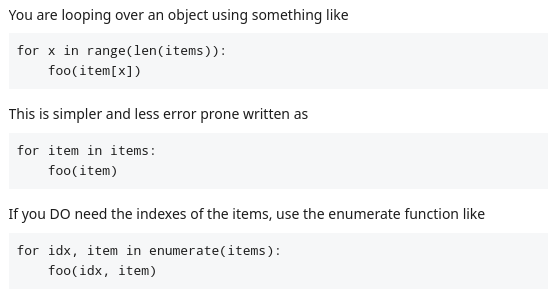 You are looping over an object using something like
for x in range(len(items)):
    foo(item[x])
This is simpler and less error prone written as
for item in items:
    foo(item)
If you DO need the indexes of the items, use the enumerate function like
for idx, item in enumerate(items):
    foo(idx, item)